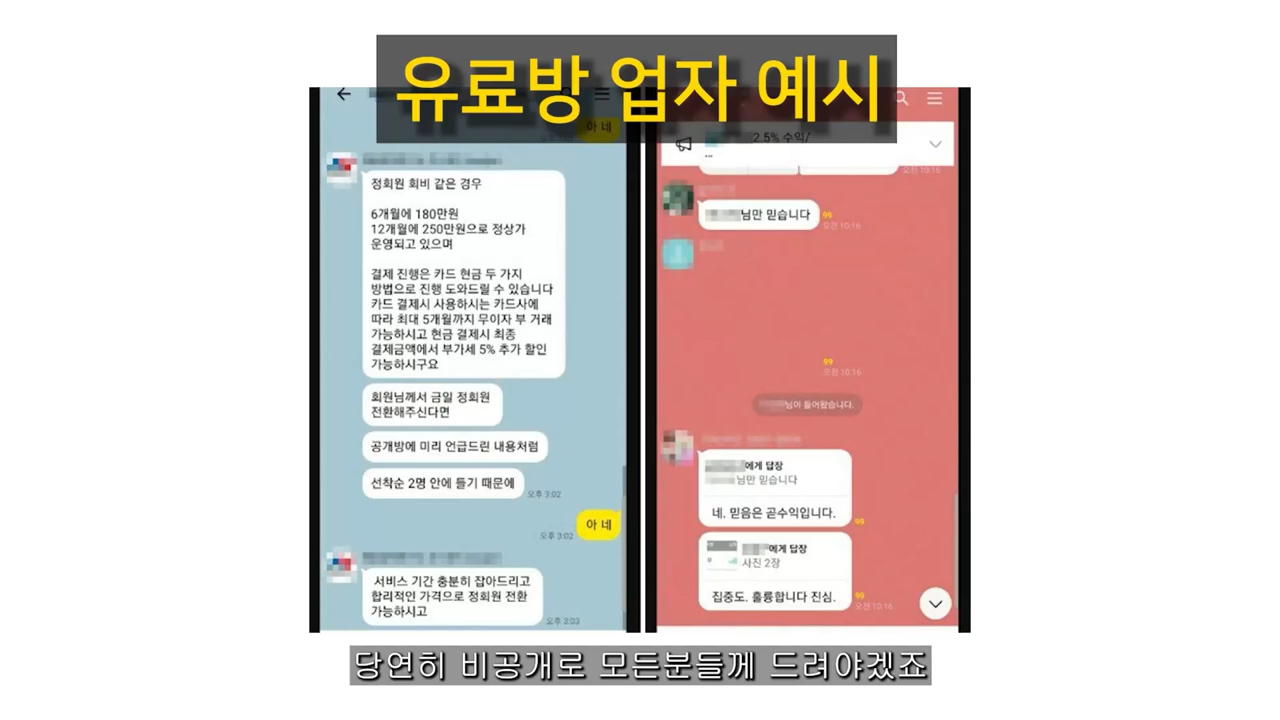 유료방 업자 예시
아 네
정회원 회비 같은 경우
6개월에 180만원
12개월에 250만원으로 정상가
운영되고 있으며
결제 진행은 카드 현금 두 가지
방법으로 진행 도와드릴 수 있습니다
카드 결제시 사용하시는 카드사에
따라 최대 5개월까지 무이자 부 거래
가능하시고 현금 결제시 최종
결제금액에서 부가세 5% 추가 할인
가능하시구요
회원님께서 금일 정회원
전환해주신다면
공개방에 미리 언급드린 내용처럼
선착순 2명 안에 들기 때문에
오후 3:02
아 네
오후 3:02
서비스 기간 충분히 잡아드리고
합리적인 가격으로 정회원 전환
가능하시고
오후 3:03
2.5% 수익/
...
오전 10:16
님만 믿습니다
99
오전 10:16
99
오전 10:16
님이 들어왔습니다.
에게 답장
님만 믿습니다
네. 믿음은 곧수익입니다.
99
에게 답장
사진 2장
집중도. 훌륭합니다 진심.
99
오전 10:16
당연히 비공개로 모든분들께 드려야겠죠